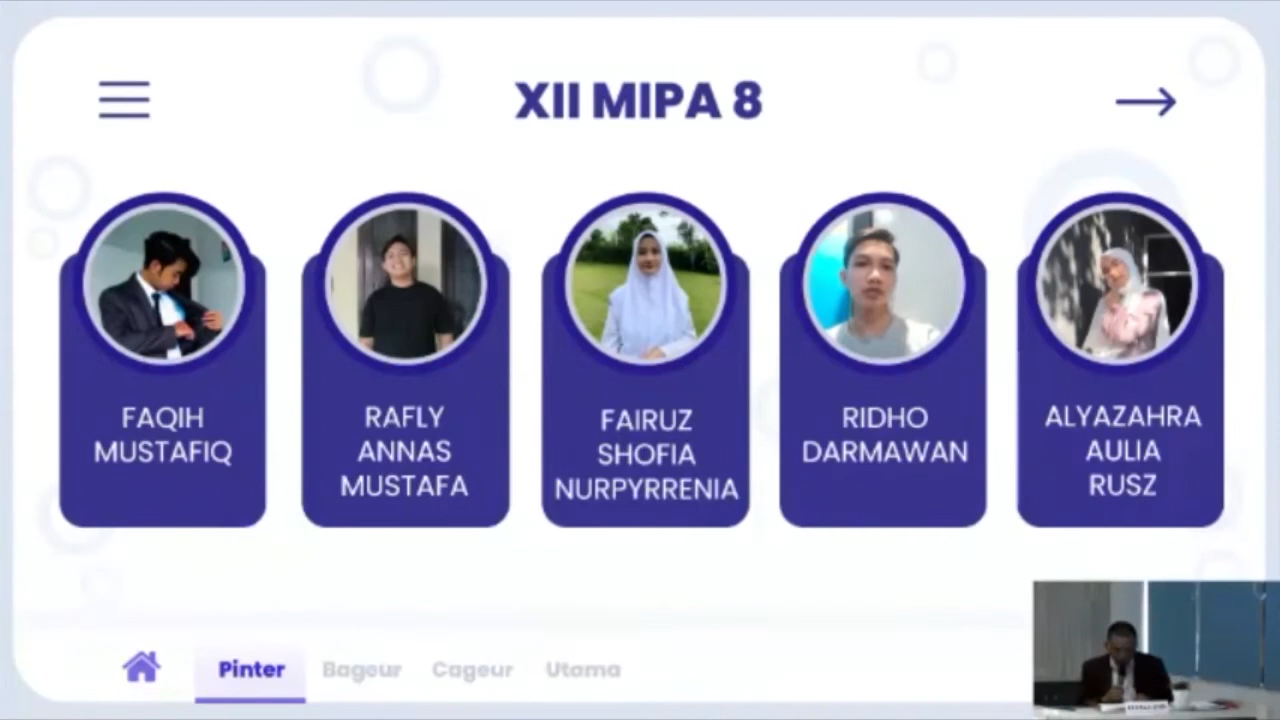 XII MIPA 8
FAQIH
MUSTAFIQ
RAFLY
ANNAS
MUSTAFA
FAIRUZ
SHOFIA
NURPYRRENIA
RIDHO
DARMAWAN
ALYAZAHRA
AULIA
RUSZ
Pinter Bageur Cageur Utama